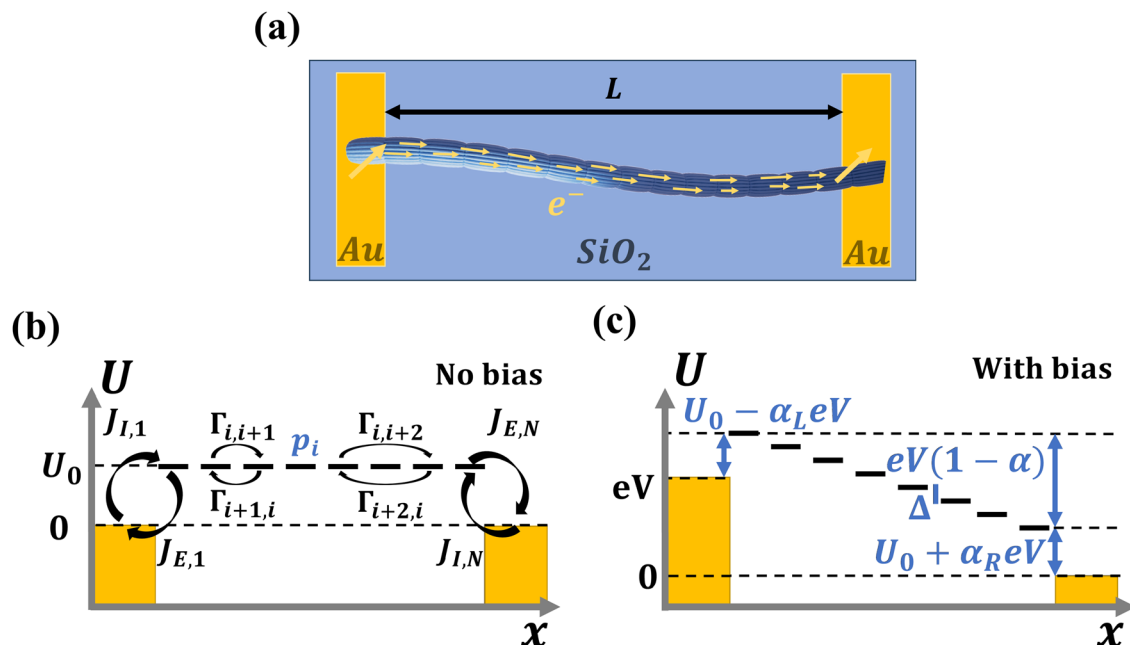 (a)
L
e⁻
Au
SiO₂
Au
(b)
U
No bias
J_{I,1}
Γ_{i,i+1}
p_i
Γ_{i,i+2}
J_{E,N}
U₀
Γ_{i+1,i}
Γ_{i+2,i}
0
J_{E,1}
J_{I,N}
x
(c)
U
With bias
U₀ − α_L eV
eV
eV(1 − α)
Δ
U₀ + α_R eV
0
x